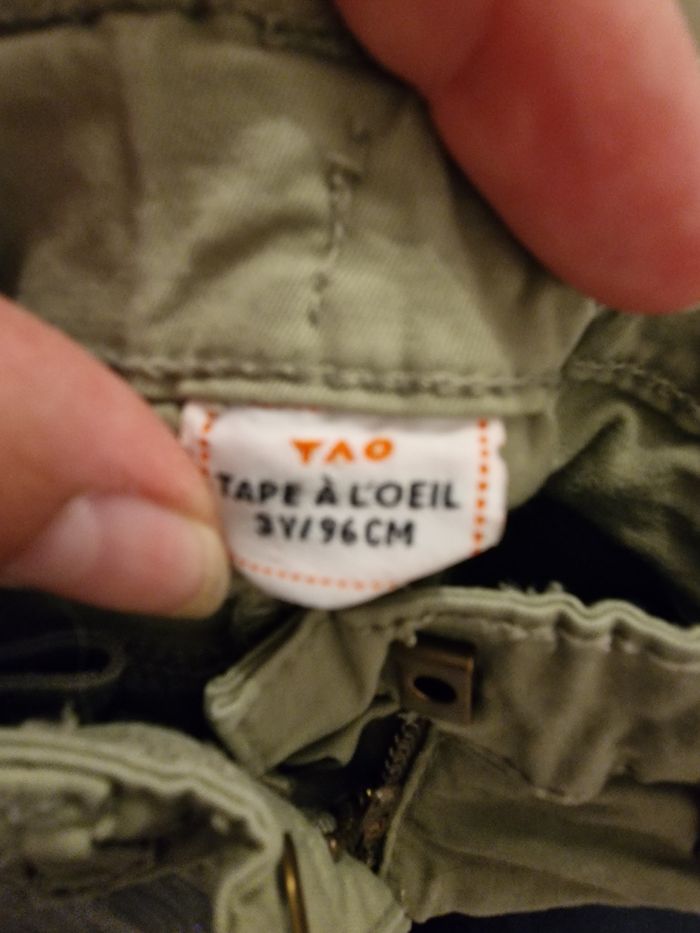 TAO
TAPE À L'OEIL
3Y/96CM